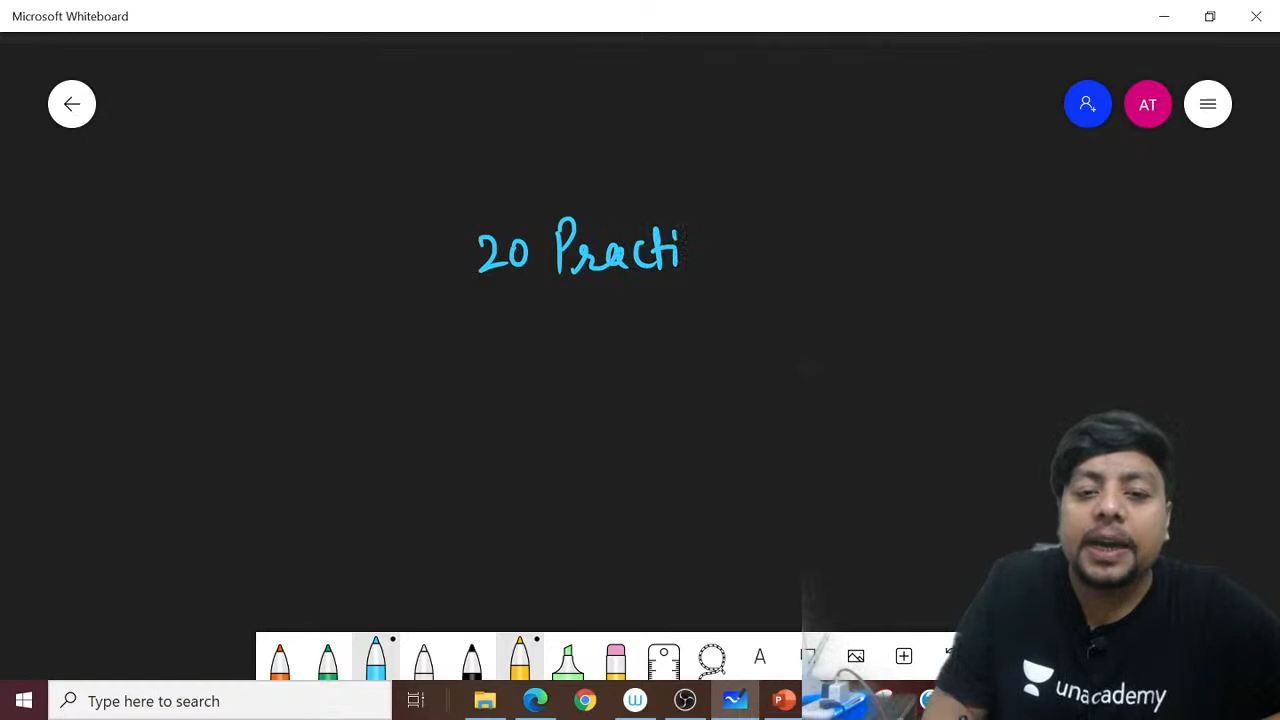 Microsoft Whiteboard
AT
20 Practi
A
unacademy
Type here to search